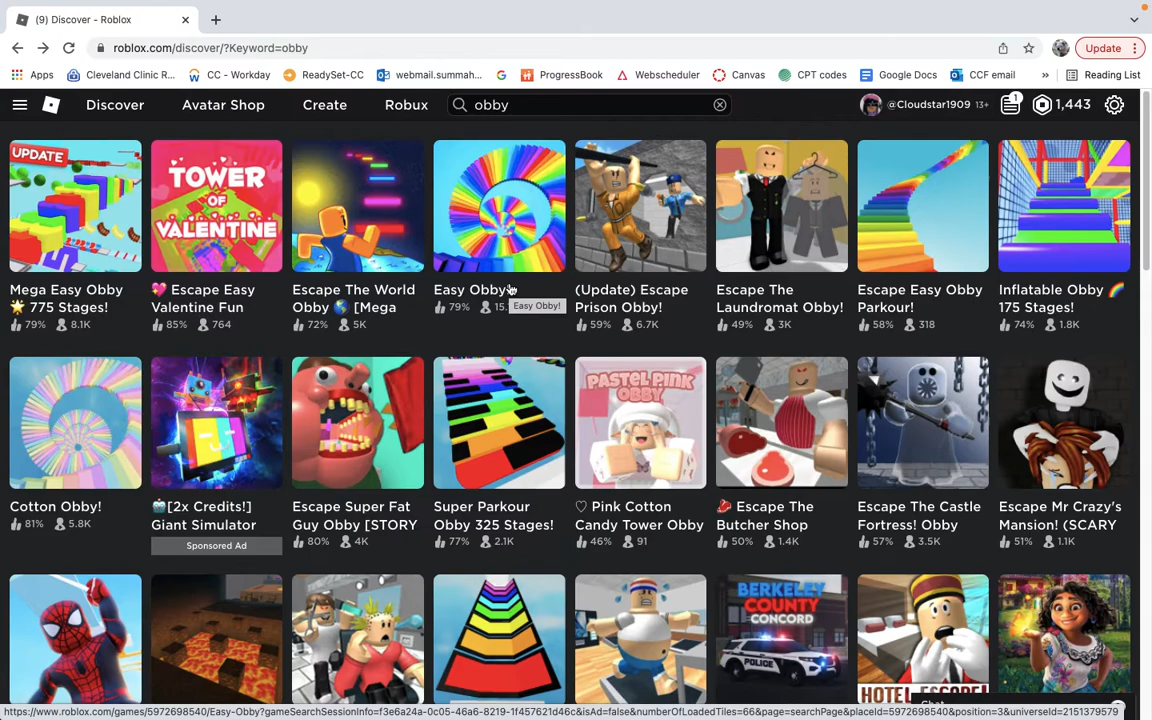 (9) Discover - Roblox
roblox.com/discover/?Keyword=obby
Update
Apps
Cleveland Clinic R...
CC - Workday
ReadySet-CC
webmail.summah...
ProgressBook
Webscheduler
Canvas
CPT codes
Google Docs
CCF email
»
Reading List
Discover
Avatar Shop
Create
Robux
obby
@Cloudstar1909 13+
1
1,443
UPDATE
TOWER
OF
VALENTINE
Mega Easy Obby
🌟 775 Stages!
79% 8.1K
💖 Escape Easy
Valentine Fun
85% 764
Escape The World
Obby 🌎 [Mega
72% 5K
Easy Obby!
79% 15.
Easy Obby!
(Update) Escape
Prison Obby!
59% 6.7K
Escape The
Laundromat Obby!
49% 3K
Escape Easy Obby
Parkour!
58% 318
Inflatable Obby 🌈
175 Stages!
74% 1.8K
PASTEL PINK
OBBY
Cotton Obby!
81% 5.8K
🤖[2x Credits!]
Giant Simulator
Sponsored Ad
Escape Super Fat
Guy Obby [STORY
80% 4K
Super Parkour
Obby 325 Stages!
77% 2.1K
♡ Pink Cotton
Candy Tower Obby
46% 91
🥩 Escape The
Butcher Shop
50% 1.4K
Escape The Castle
Fortress! Obby
57% 3.5K
Escape Mr Crazy's
Mansion! (SCARY
51% 1.1K
BERKELEY
COUNTY
CONCORD
POLICE
HOTEL ESCAPE!
Chat
https://www.roblox.com/games/5972698540/Easy-Obby?gameSearchSessionInfo=f3e6a24a-0c05-46a6-8219-1f457621d46c&isAd=false&numberOfLoadedTiles=66&page=searchPage&placeId=5972698540&position=3&universeId=2151379579